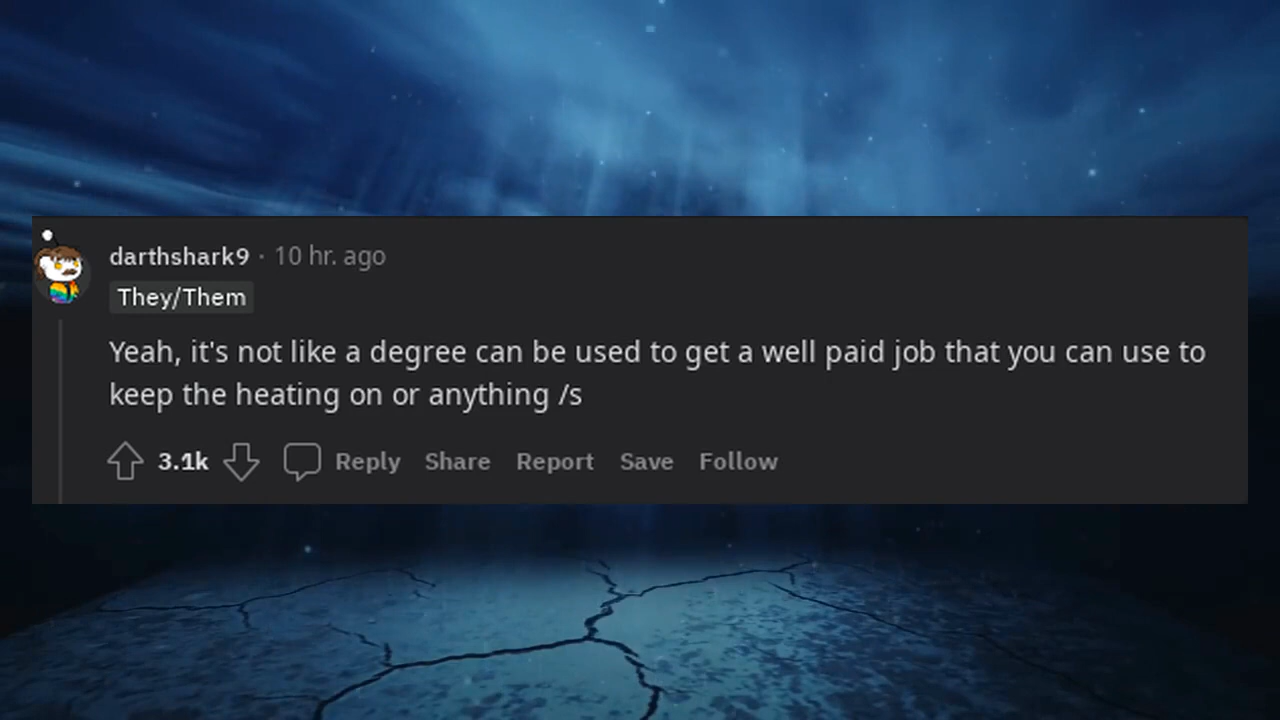 darthshark9 · 10 hr. ago
They/Them
Yeah, it's not like a degree can be used to get a well paid job that you can use to
keep the heating on or anything /s
3.1k Reply Share Report Save Follow